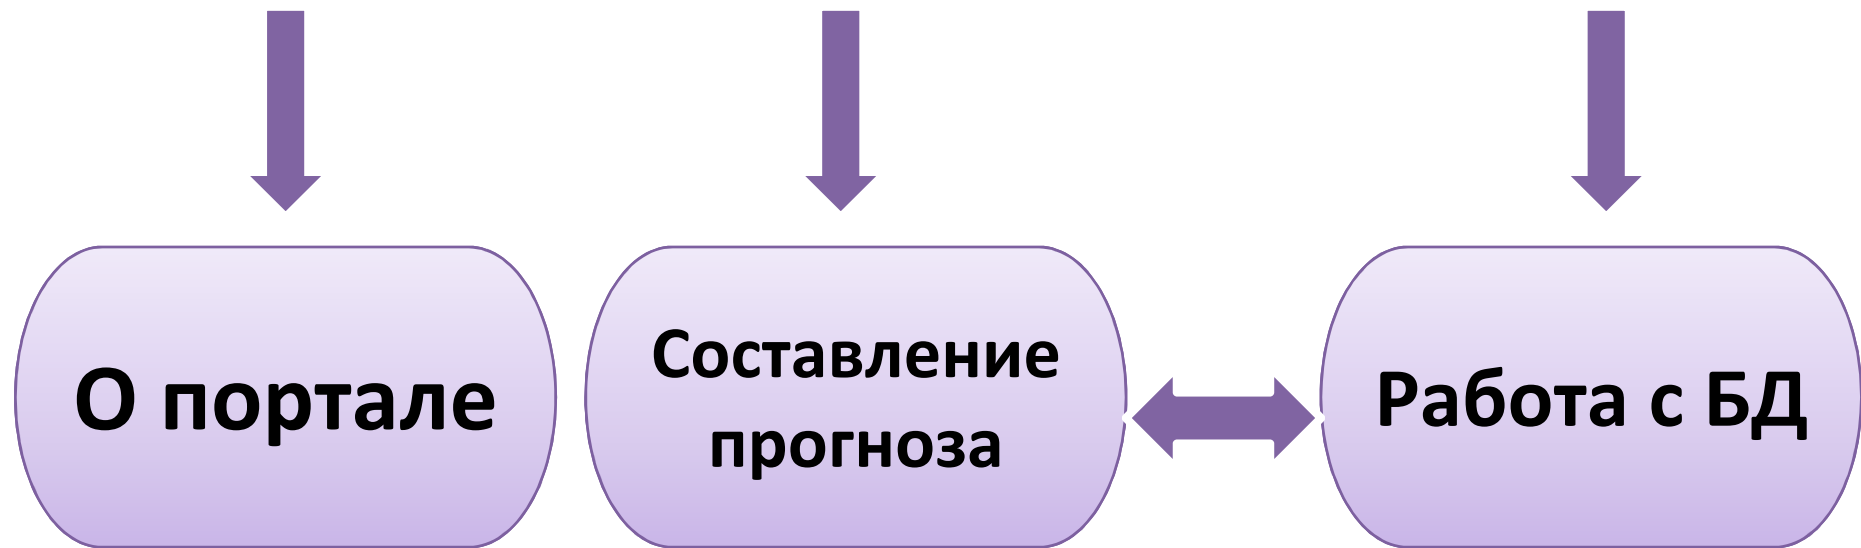 О портале
Составление
прогноза
Работа с БД